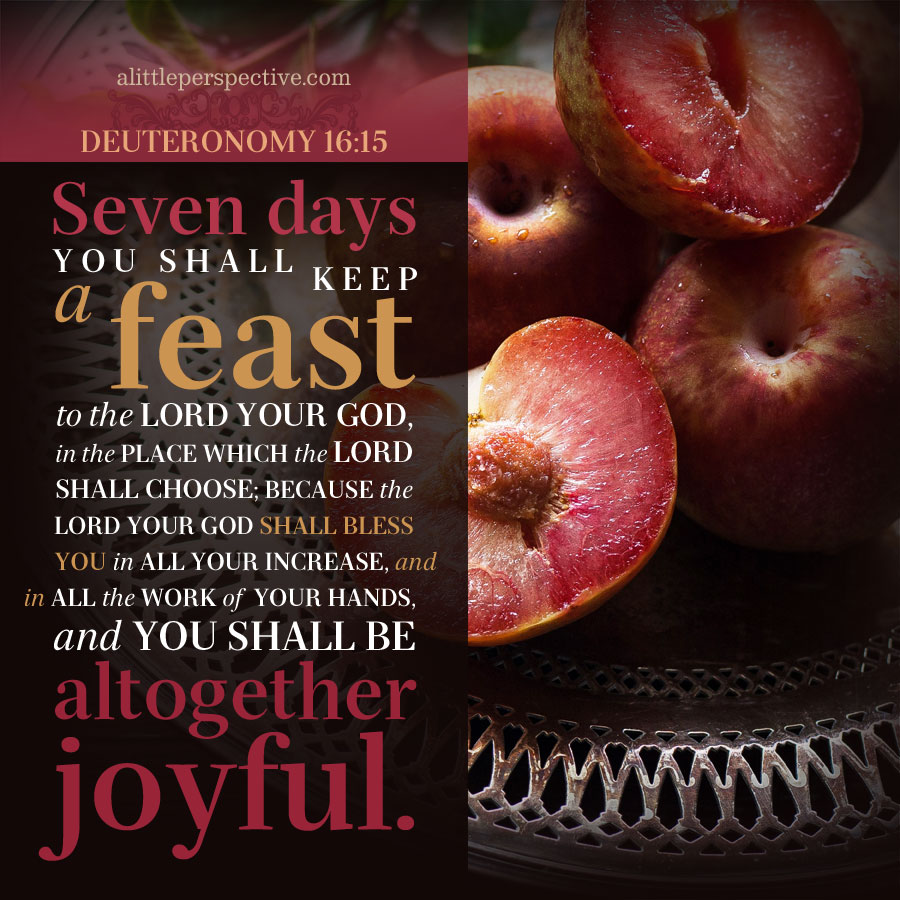 alittleperspective.com
DEUTERONOMY 16:15
Seven days
YOU SHALL KEEP
a feast
to the LORD YOUR GOD,
in the PLACE WHICH the LORD
SHALL CHOOSE; BECAUSE the
LORD YOUR GOD SHALL BLESS
YOU in ALL YOUR INCREASE, and
in ALL the WORK of YOUR HANDS,
and YOU SHALL BE
altogether
joyful.